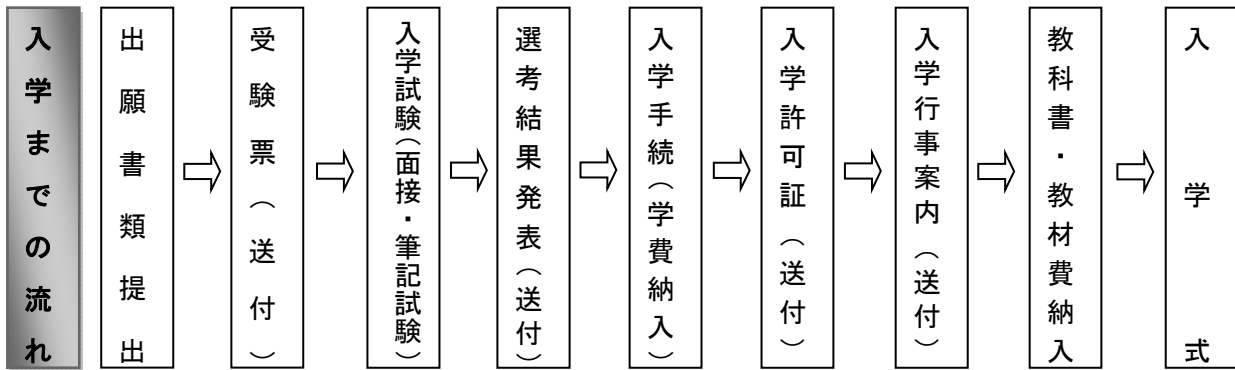 入学までの流れ
出願書類提出
受験票（送付）
入学試験（面接・筆記試験）
選考結果発表（送付）
入学手続（学費納入）
入学許可証（送付）
入学行事案内（送付）
教科書・教材費納入
入学式